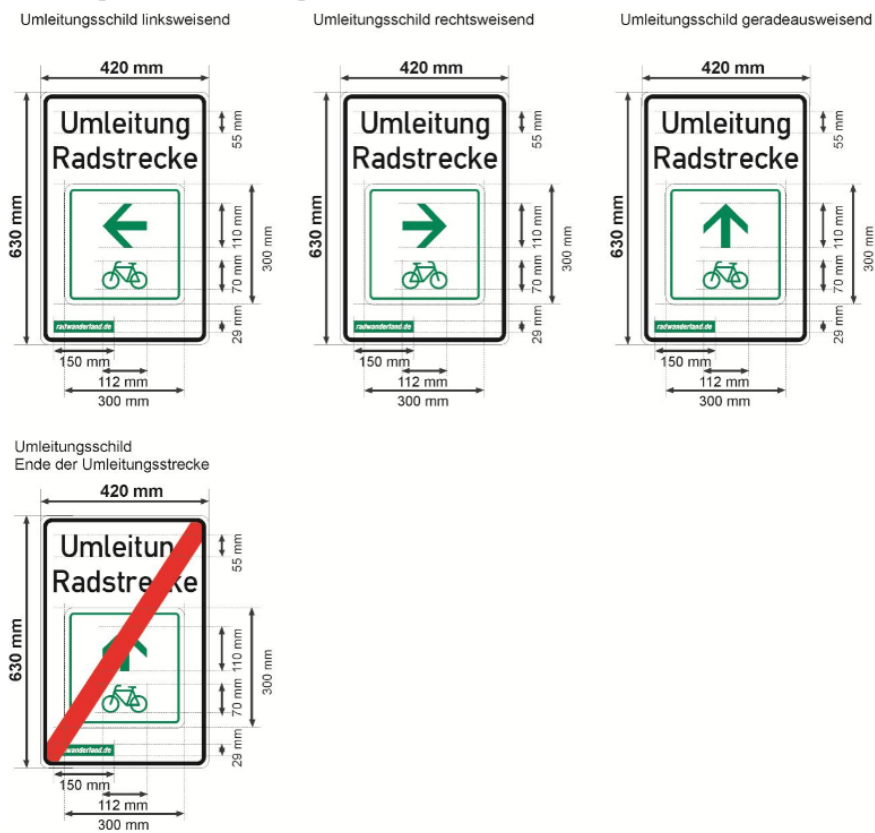 Umleitungsschild linksweisend
420 mm
630 mm
Umleitung
Radstrecke
55 mm
110 mm
300 mm
70 mm
29 mm
radwanderland.de
150 mm
112 mm
300 mm
Umleitungsschild rechtsweisend
420 mm
630 mm
Umleitung
Radstrecke
55 mm
110 mm
300 mm
70 mm
29 mm
radwanderland.de
150 mm
112 mm
300 mm
Umleitungsschild geradeausweisend
420 mm
630 mm
Umleitung
Radstrecke
55 mm
110 mm
300 mm
70 mm
29 mm
radwanderland.de
150 mm
112 mm
300 mm
Umleitungsschild
Ende der Umleitungsstrecke
420 mm
630 mm
Umleitun
Radstrecke
55 mm
110 mm
300 mm
70 mm
29 mm
wanderland.de
150 mm
112 mm
300 mm